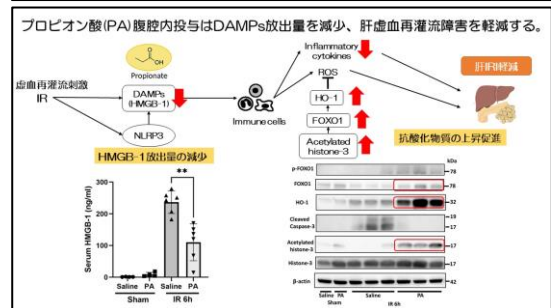 プロピオン酸(PA)腹腔内投与はDAMPs放出量を減少、肝虚血再灌流障害を軽減する。
Propionate
虚血再灌流刺激
IR
DAMPs
(HMGB-1)
NLRP3
HMGB-1放出量の減少
Immune cells
Inflammatory
cytokines
ROS
HO-1
FOXO1
Acetylated
histone-3
肝IRI軽減
抗酸化物質の上昇促進
Serum HMGB-1 (ng/ml)
300
200
100
0
**
Saline PA Saline PA
Sham IR 6h
kDa
p-FOXO1 78
FOXO1 78
HO-1 32
Cleaved
Caspase-3
19
17
Acetylated
histone-3
17
Histone-3 17
β-actin 42
Saline PA Saline PA
Sham IR 6h